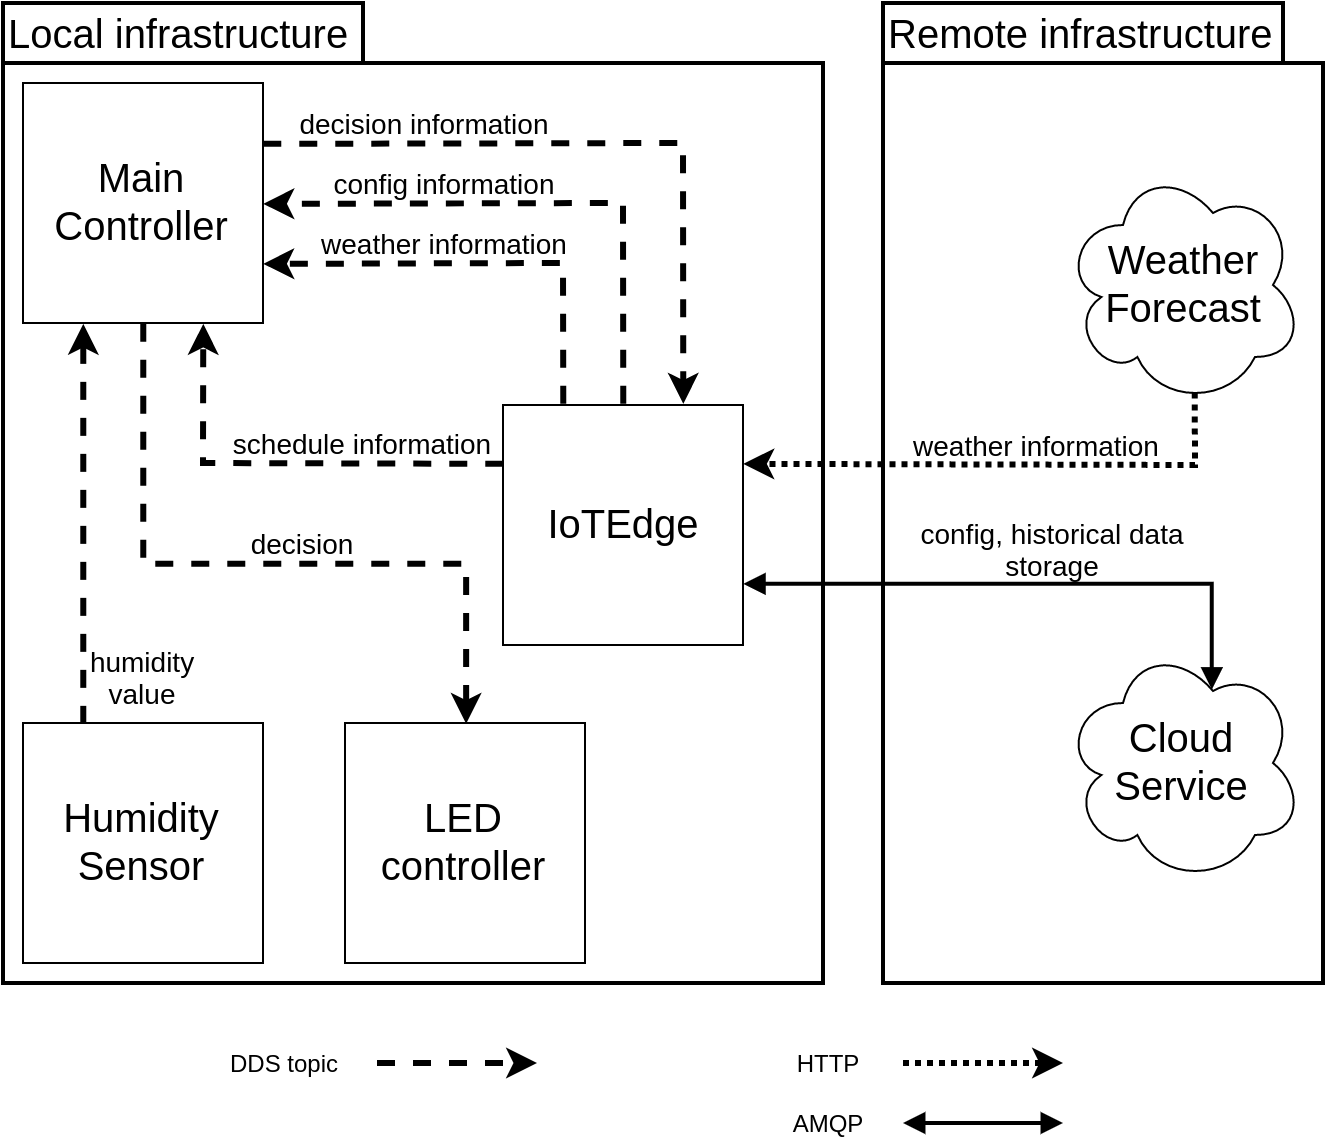 Local infrastructure
Remote infrastructure
Main
Controller
decision information
config information
weather information
Weather
Forecast
schedule information
weather information
IoTEdge
decision
config, historical data
storage
humidity
value
Cloud
Service
Humidity
Sensor
LED
controller
DDS topic
HTTP
AMQP